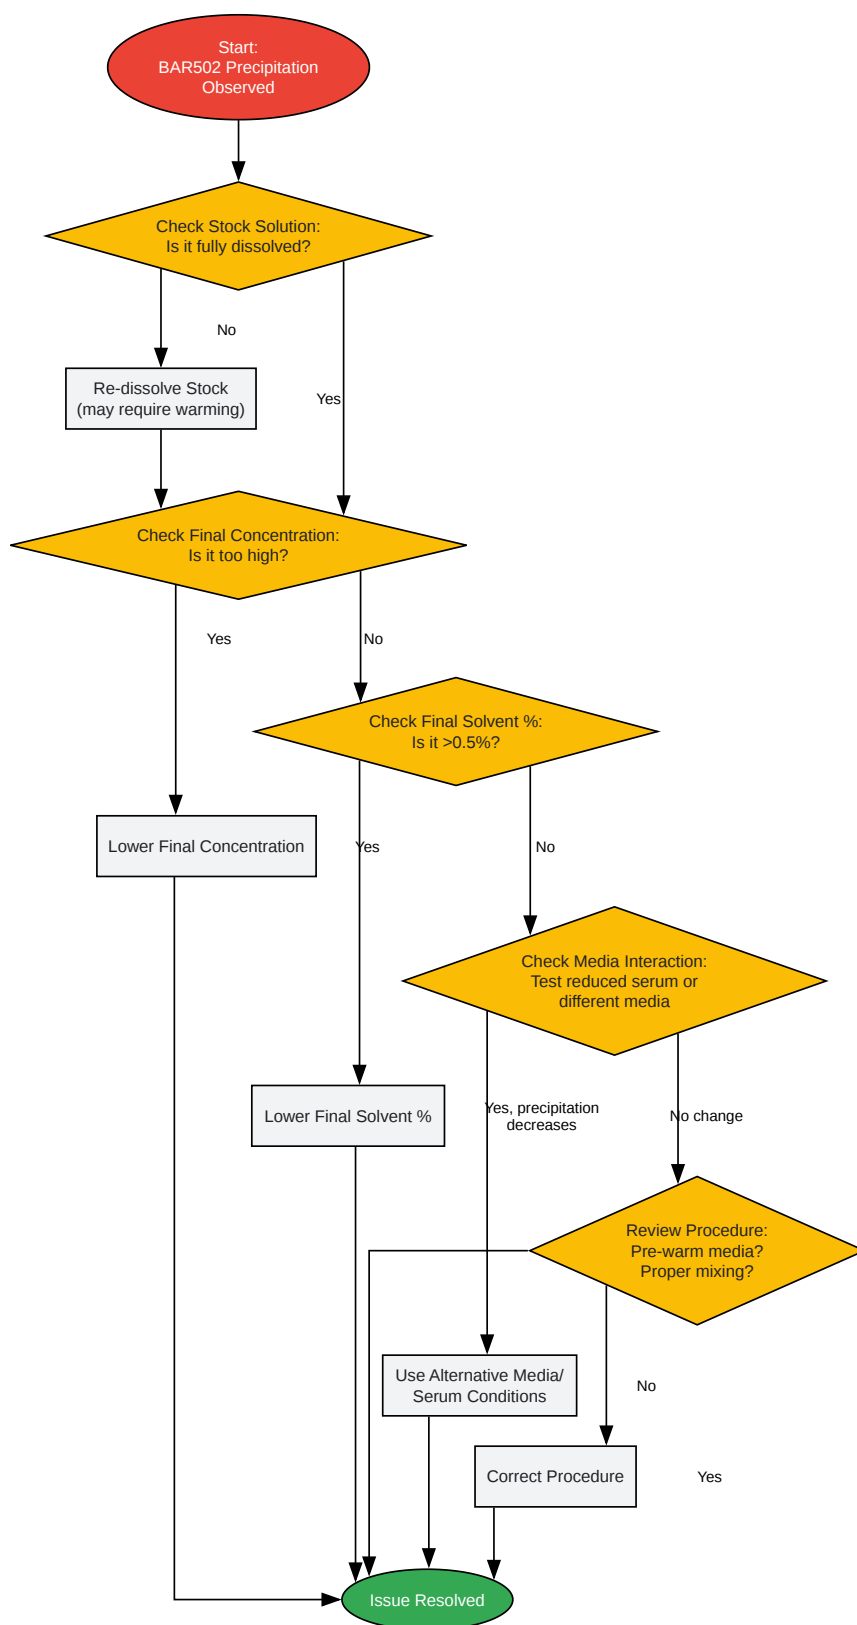 Start:
BAR502 Precipitation
Observed
Check Stock Solution:
Is it fully dissolved?
No
Re-dissolve Stock
(may require warming)
Yes
Check Final Concentration:
Is it too high?
Yes
No
Check Final Solvent %:
Is it >0.5%?
Lower Final Concentration
Yes
No
Check Media Interaction:
Test reduced serum or
different media
Lower Final Solvent %
Yes, precipitation
decreases
No change
Review Procedure:
Pre-warm media?
Proper mixing?
Use Alternative Media/
Serum Conditions
No
Correct Procedure
Yes
Issue Resolved